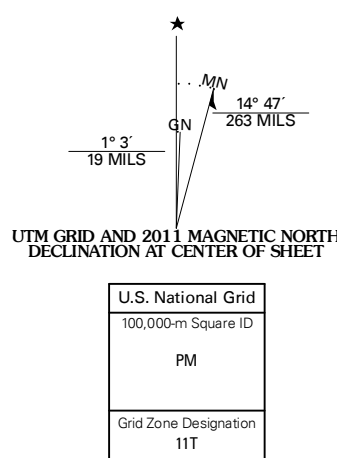 MN
GN
14° 47´
263 MILS
1° 3´
19 MILS
UTM GRID AND 2011 MAGNETIC NORTH
DECLINATION AT CENTER OF SHEET
U.S. National Grid
100,000-m Square ID
PM
Grid Zone Designation
11T